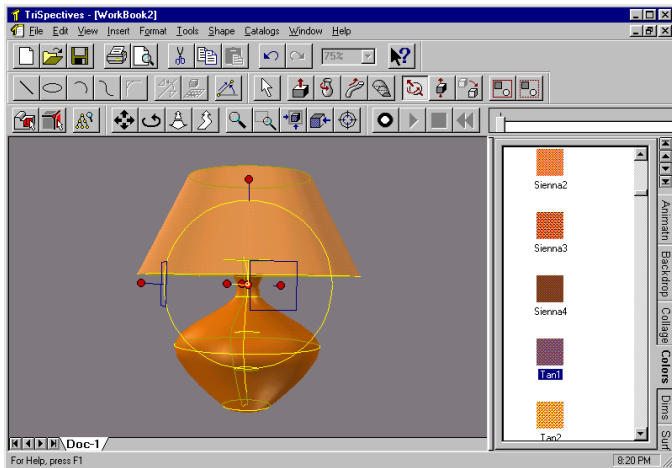 TriSpectives - [WorkBook2]
File Edit View Insert Format Tools Shape Catalogs Window Help
75%
Sienna2
Sienna3
Sienna4
Tan1
Tan2
Animatn
Backdrop
Collage
Colors
Dims
Surf
Doc-1
For Help, press F1
8:20 PM